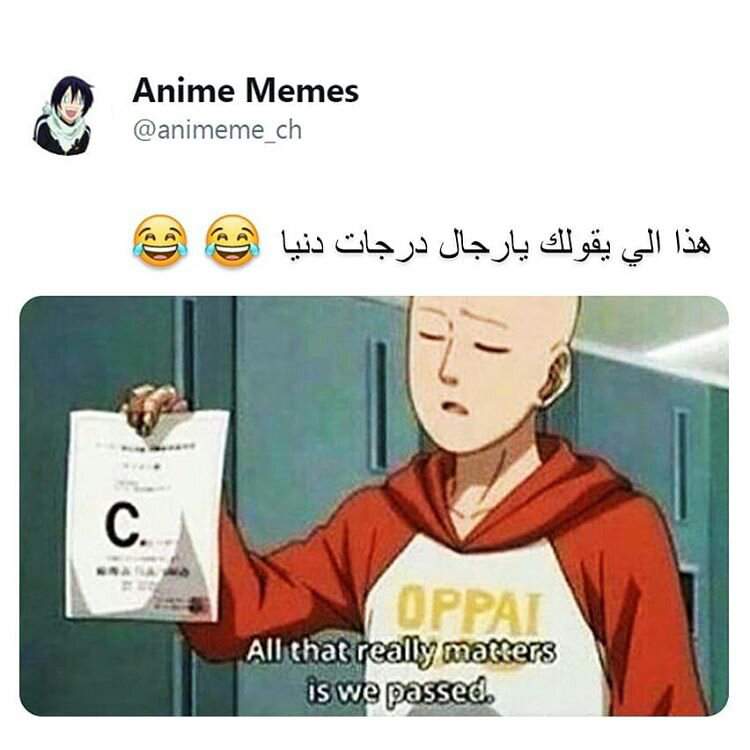 Anime Memes
@animeme_ch
هذا الي يقولك يارجال درجات دنيا 😂 😂
C
OPPAI
All that really matters
is we passed.